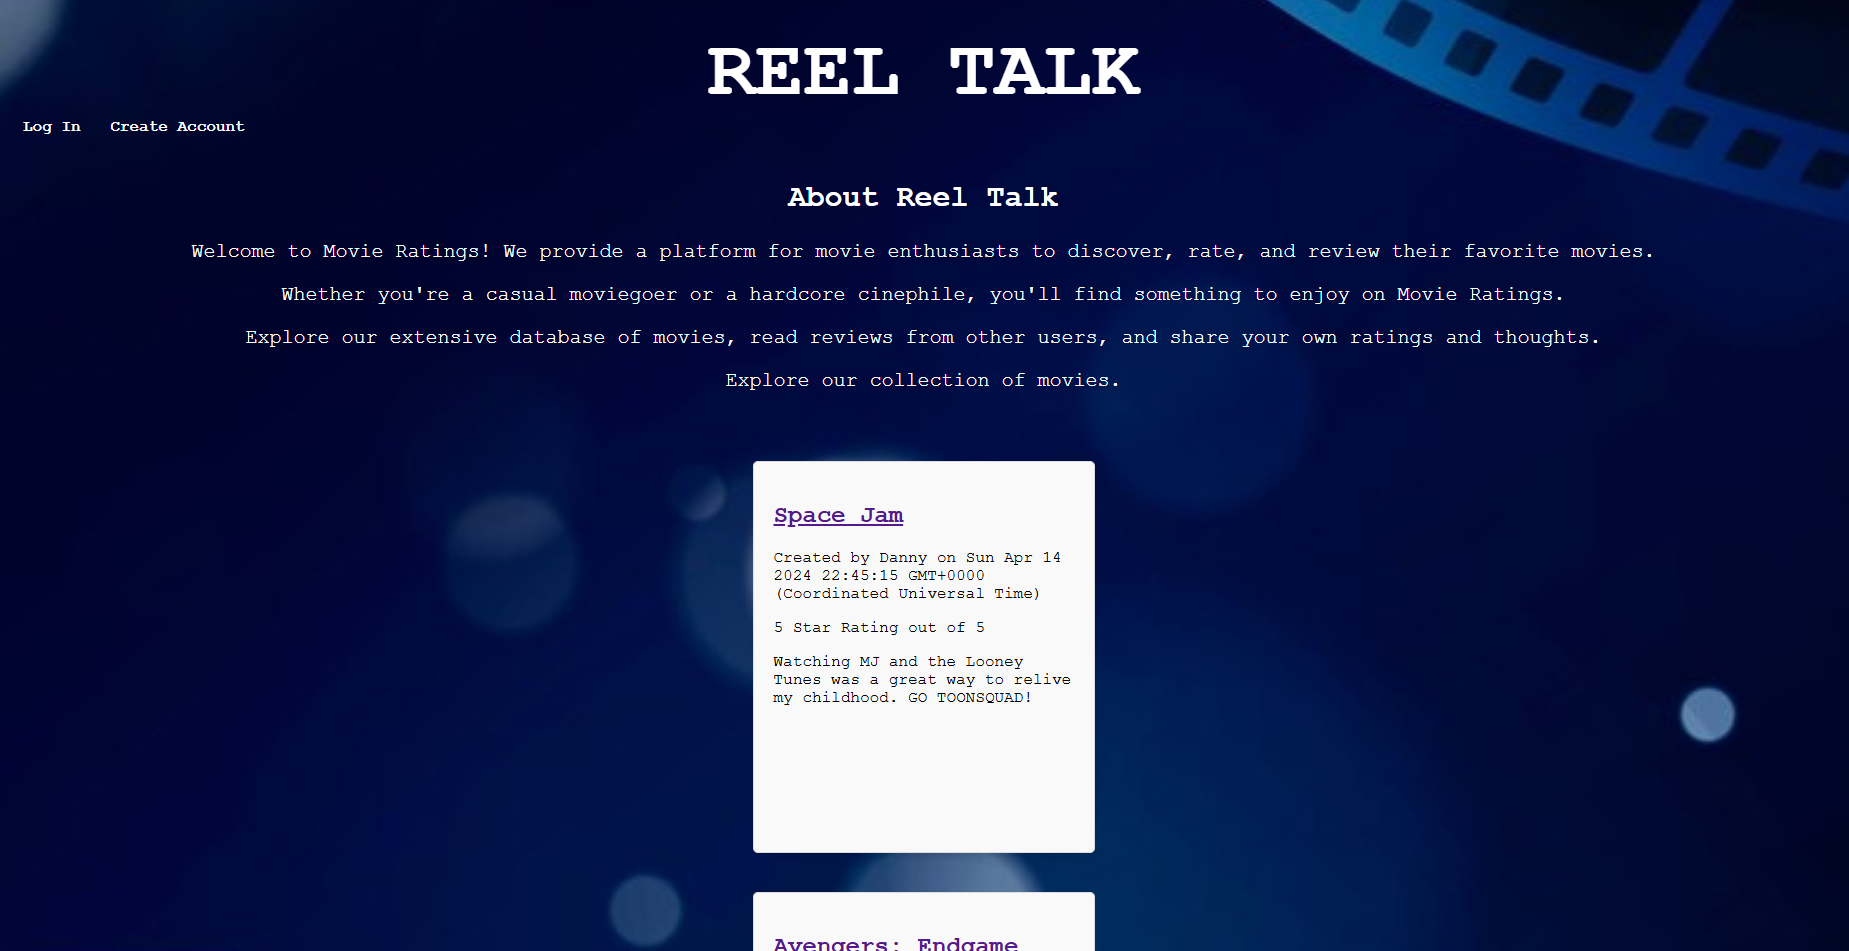 REEL TALK
Log In Create Account
About Reel Talk
Welcome to Movie Ratings! We provide a platform for movie enthusiasts to discover, rate, and review their favorite movies.
Whether you're a casual moviegoer or a hardcore cinephile, you'll find something to enjoy on Movie Ratings.
Explore our extensive database of movies, read reviews from other users, and share your own ratings and thoughts.
Explore our collection of movies.
Space Jam
Created by Danny on Sun Apr 14
2024 22:45:15 GMT+0000
(Coordinated Universal Time)
5 Star Rating out of 5
Watching MJ and the Looney
Tunes was a great way to relive
my childhood. GO TOONSQUAD!
Avengers: Endgame